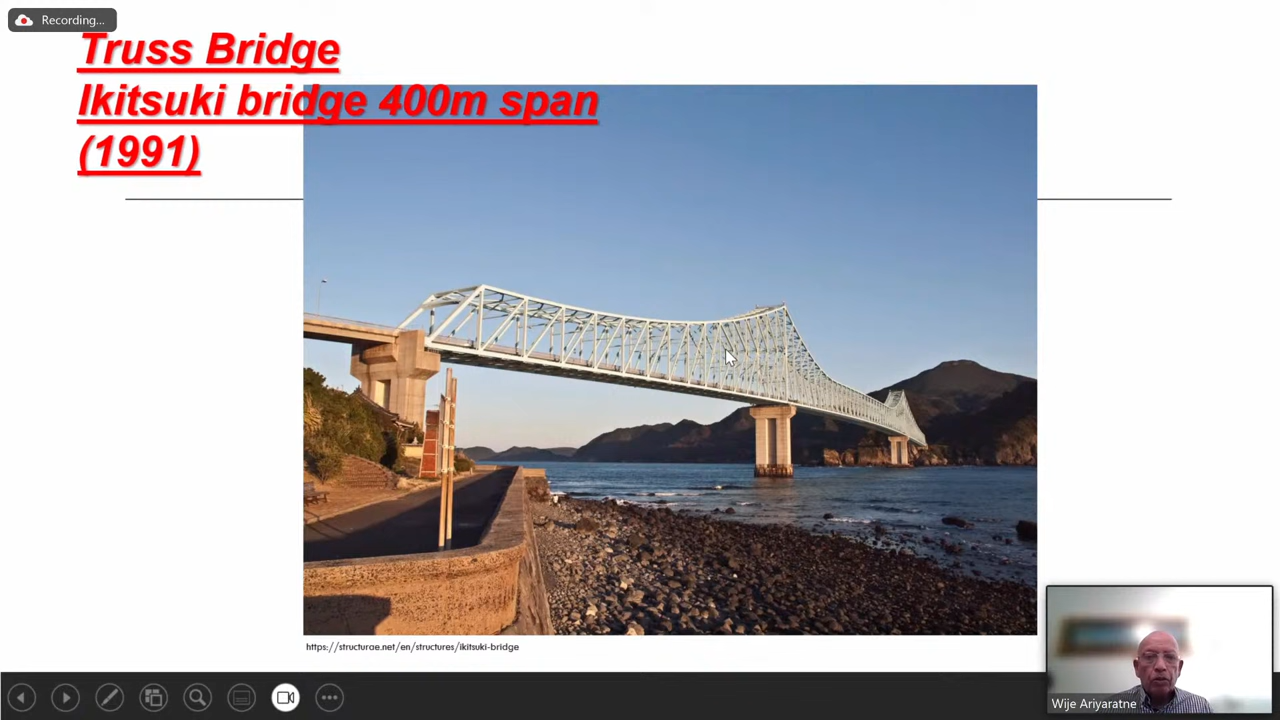 Recording...
Truss Bridge
Ikitsuki bridge 400m span
(1991)
https://structurae.net/en/structures/ikitsuki-bridge
Wije Ariyaratne